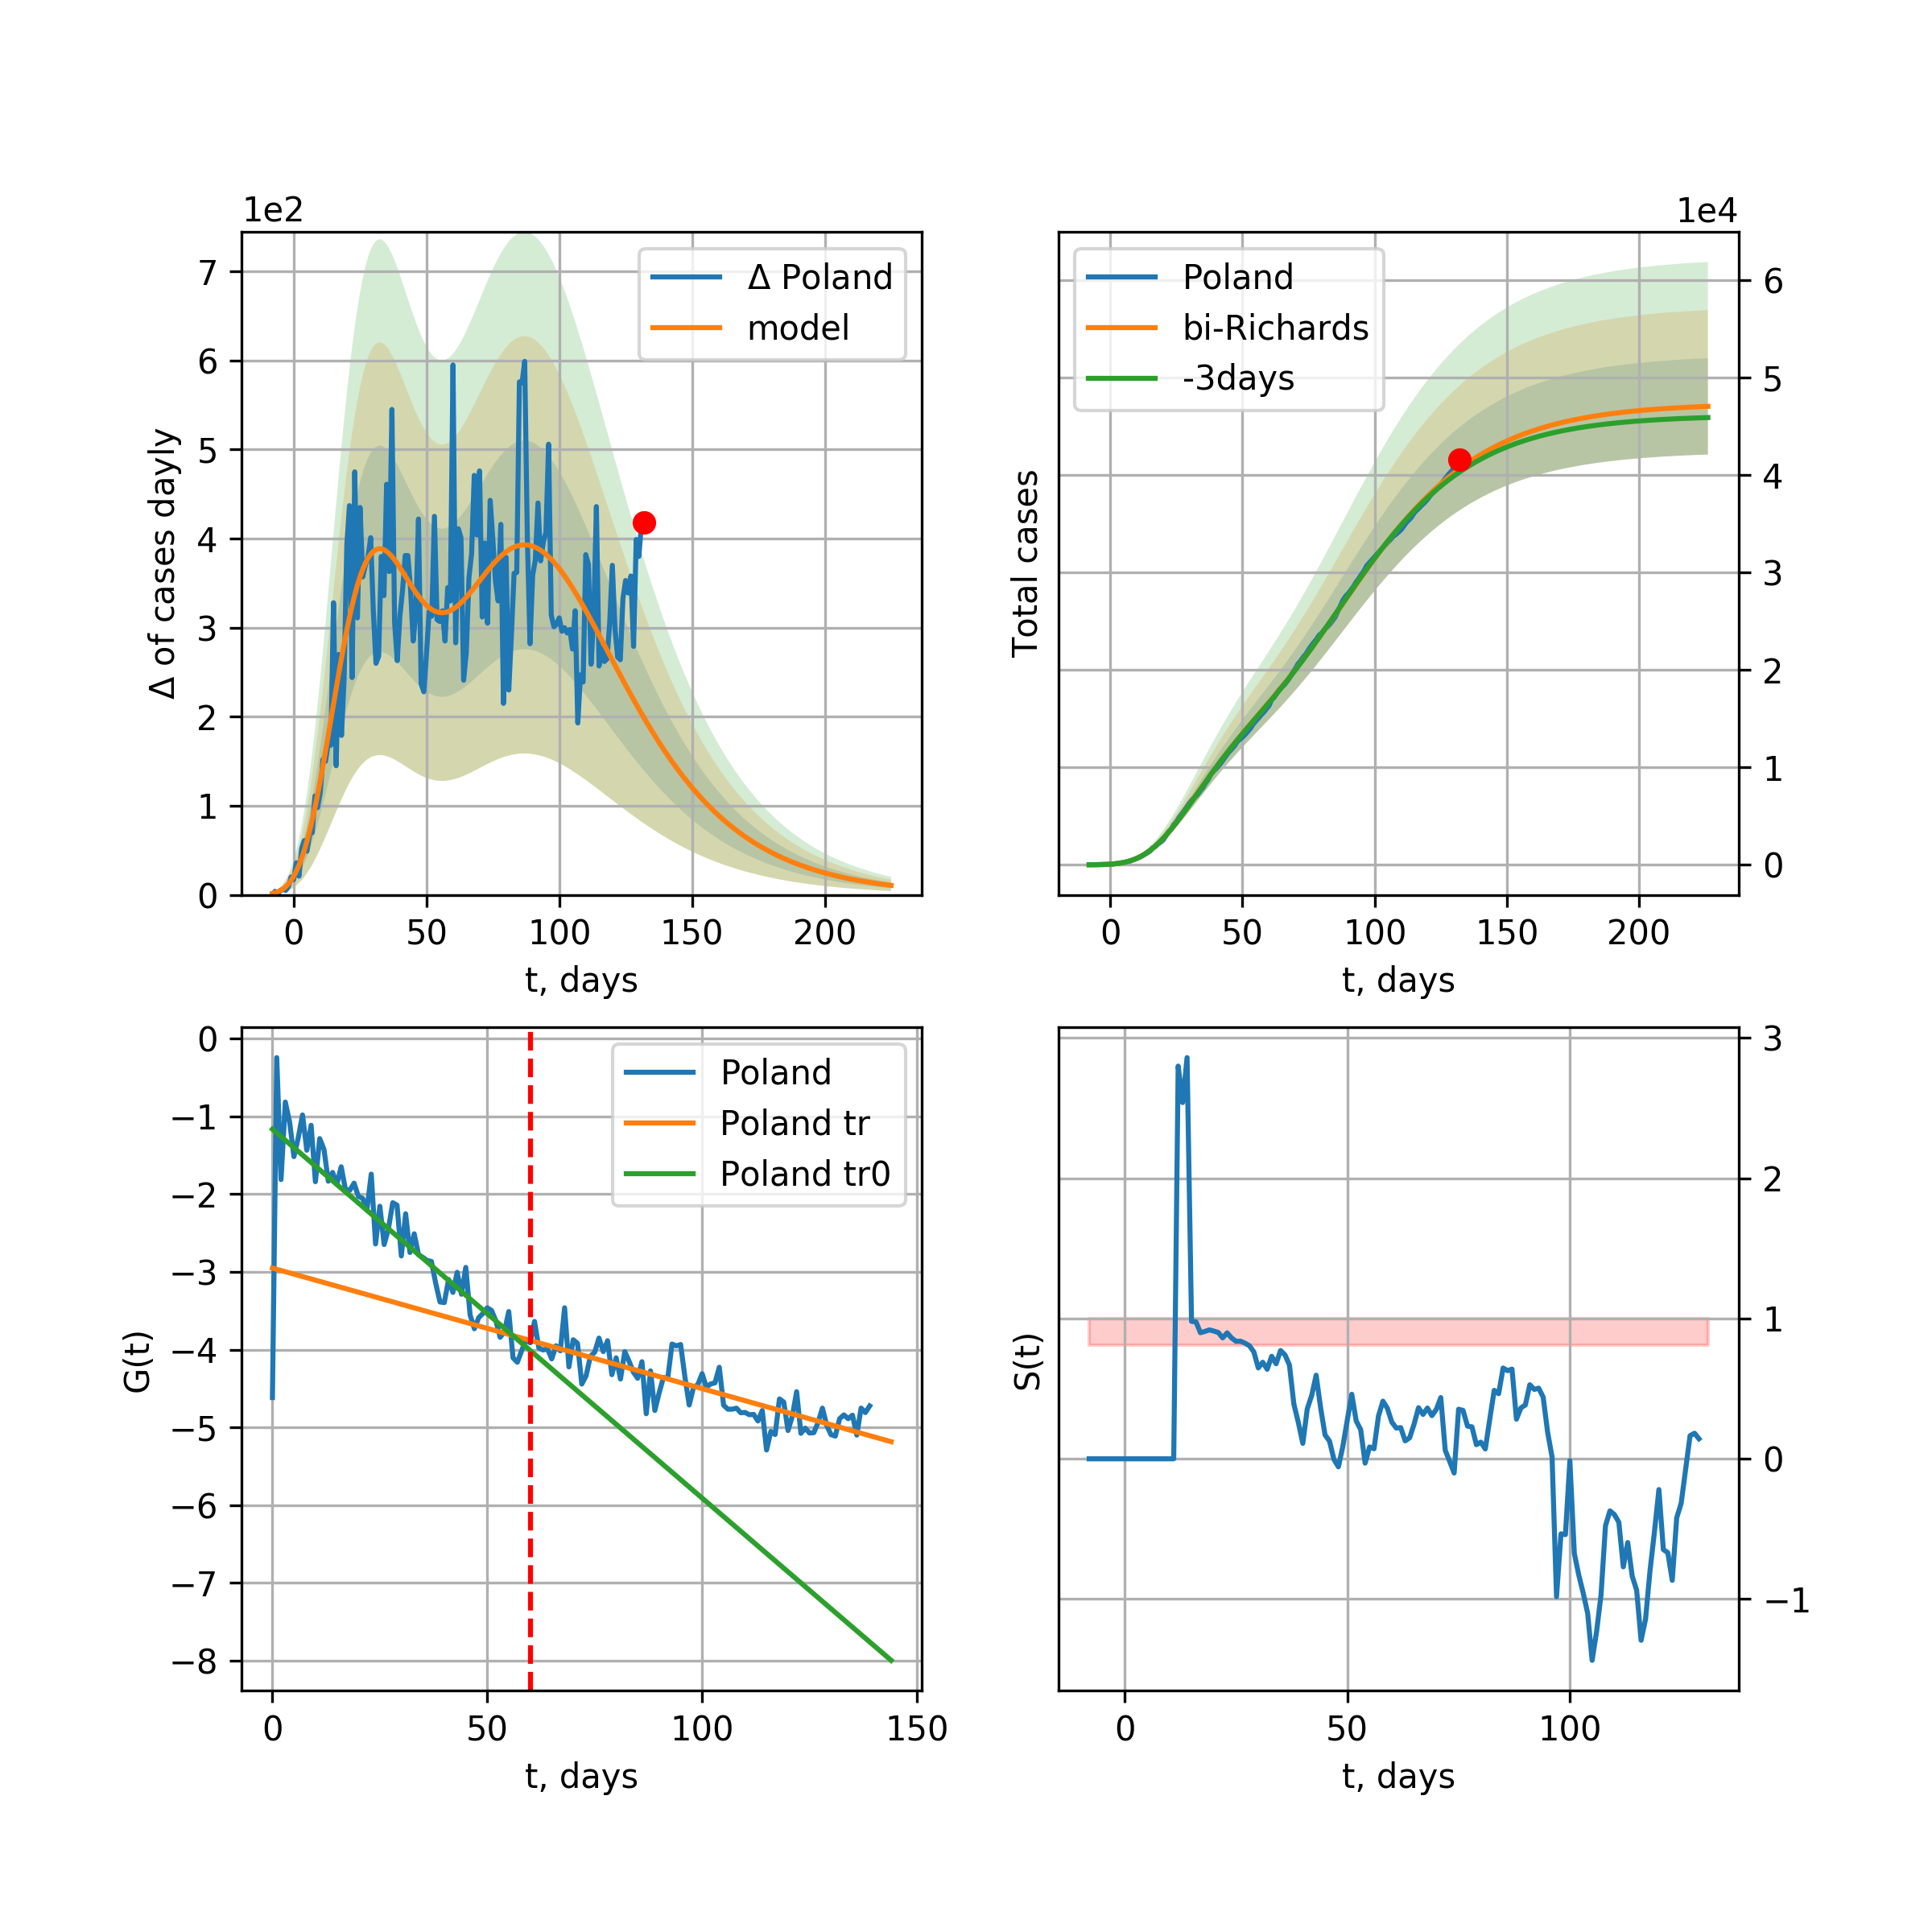 1e2
7
6
5
4
3
2
1
0
Δ of cases dayly
Δ Poland
model
0 50 100 150 200
t, days
1e4
6
5
4
3
2
1
0
Total cases
Poland
bi-Richards
-3days
0 50 100 150 200
t, days
0
−1
−2
−3
−4
−5
−6
−7
−8
G(t)
Poland
Poland tr
Poland tr0
0 50 100 150
t, days
3
2
1
0
−1
S(t)
0 50 100
t, days